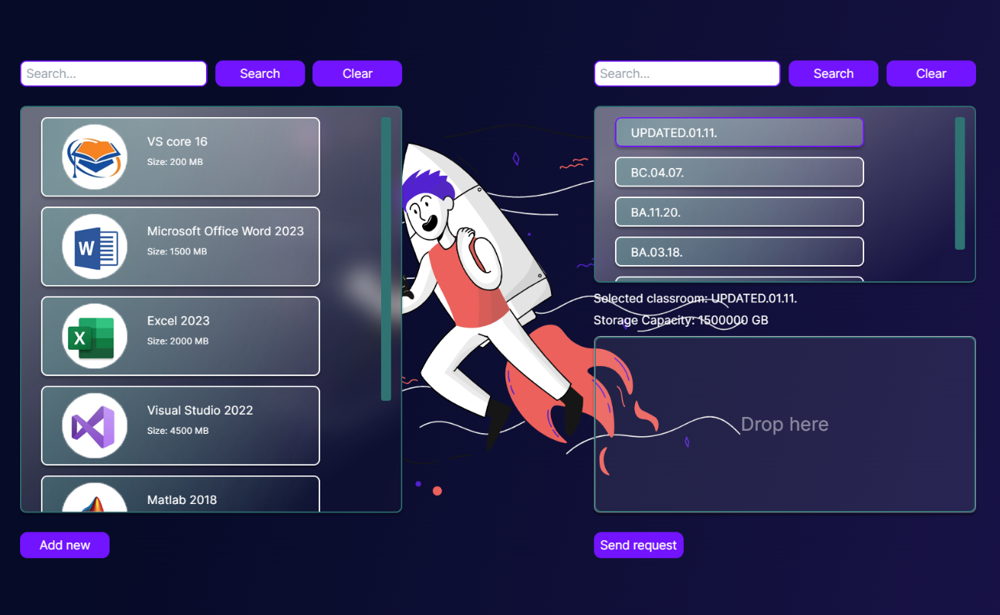 Search...
Search
Clear
VS core 16
Size: 200 MB
Microsoft Office Word 2023
Size: 1500 MB
W
Excel 2023
Size: 2000 MB
X
Visual Studio 2022
Size: 4500 MB
Matlab 2018
Add new
Search...
Search
Clear
UPDATED.01.11.
BC.04.07.
BA.11.20.
BA.03.18.
Selected classroom: UPDATED.01.11.
Storage Capacity: 1500000 GB
Drop here
Send request